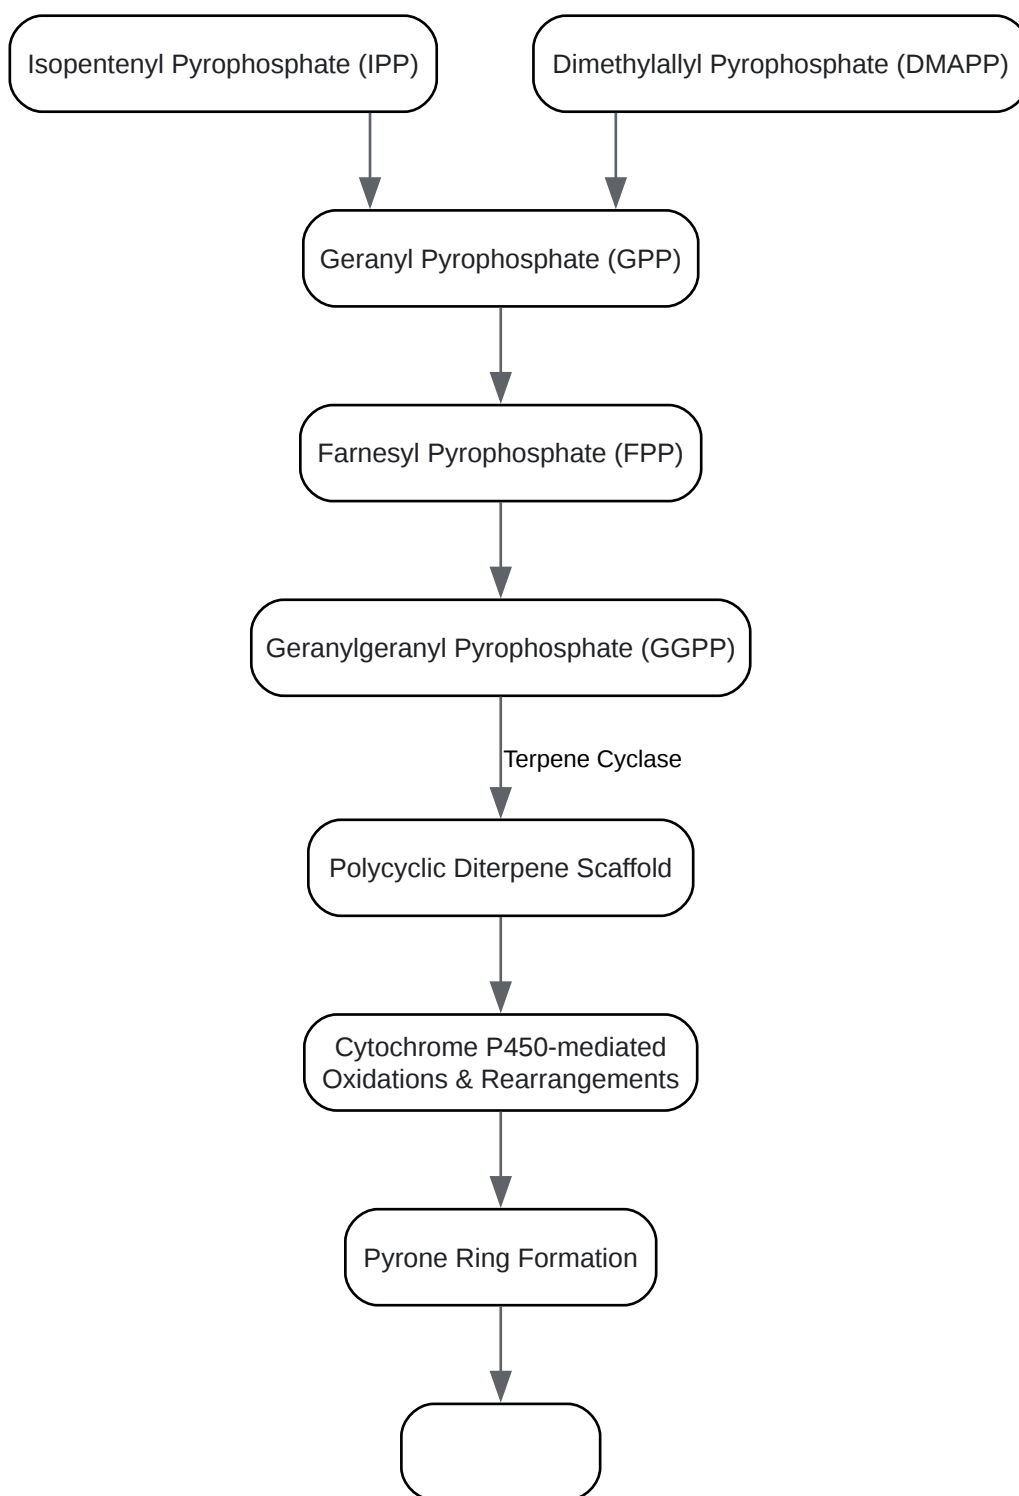 Isopentenyl Pyrophosphate (IPP)
Dimethylallyl Pyrophosphate (DMAPP)
Geranyl Pyrophosphate (GPP)
Farnesyl Pyrophosphate (FPP)
Geranylgeranyl Pyrophosphate (GGPP)
Terpene Cyclase
Polycyclic Diterpene Scaffold
Cytochrome P450-mediated
Oxidations & Rearrangements
Pyrone Ring Formation